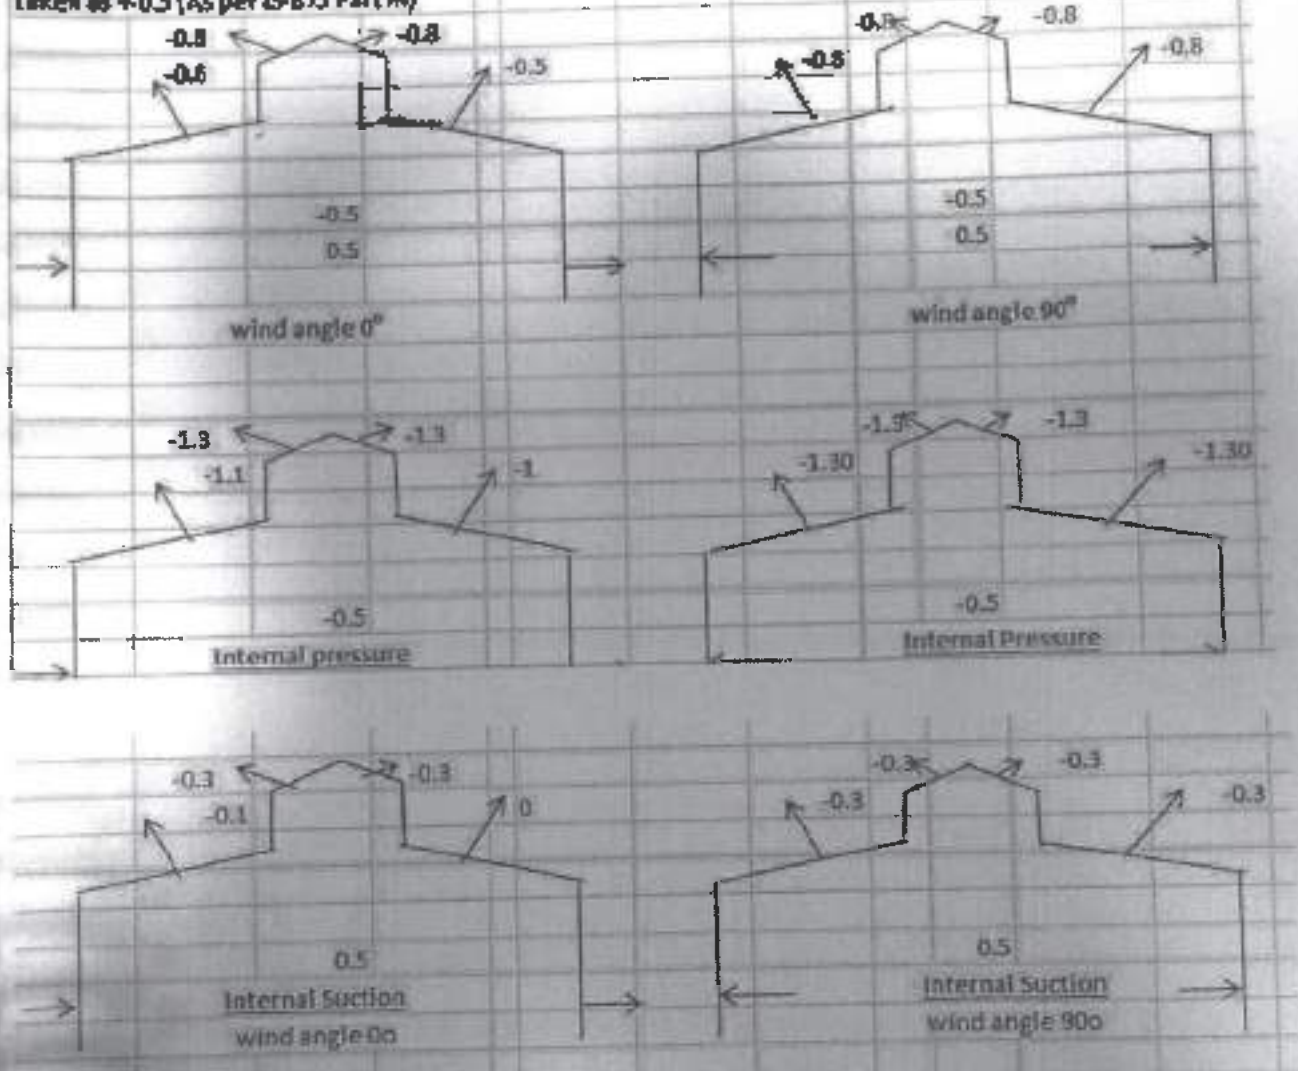 -0.8 -0.8
-0.6 -0.5
-0.5
0.5
wind angle 0°
-0.8
-0.8 -0.8
-0.5
0.5
wind angle 90°
-1.3 -1.3
-1.1 -1
-0.5
Internal pressure
-1.3
-1.30 -1.30
-0.5
Internal Pressure
-0.3 -0.3
-0.1 0
0.5
Internal Suction
wind angle 0o
-0.3 -0.3
-0.3 -0.3
0.5
Internal Suction
wind angle 90o